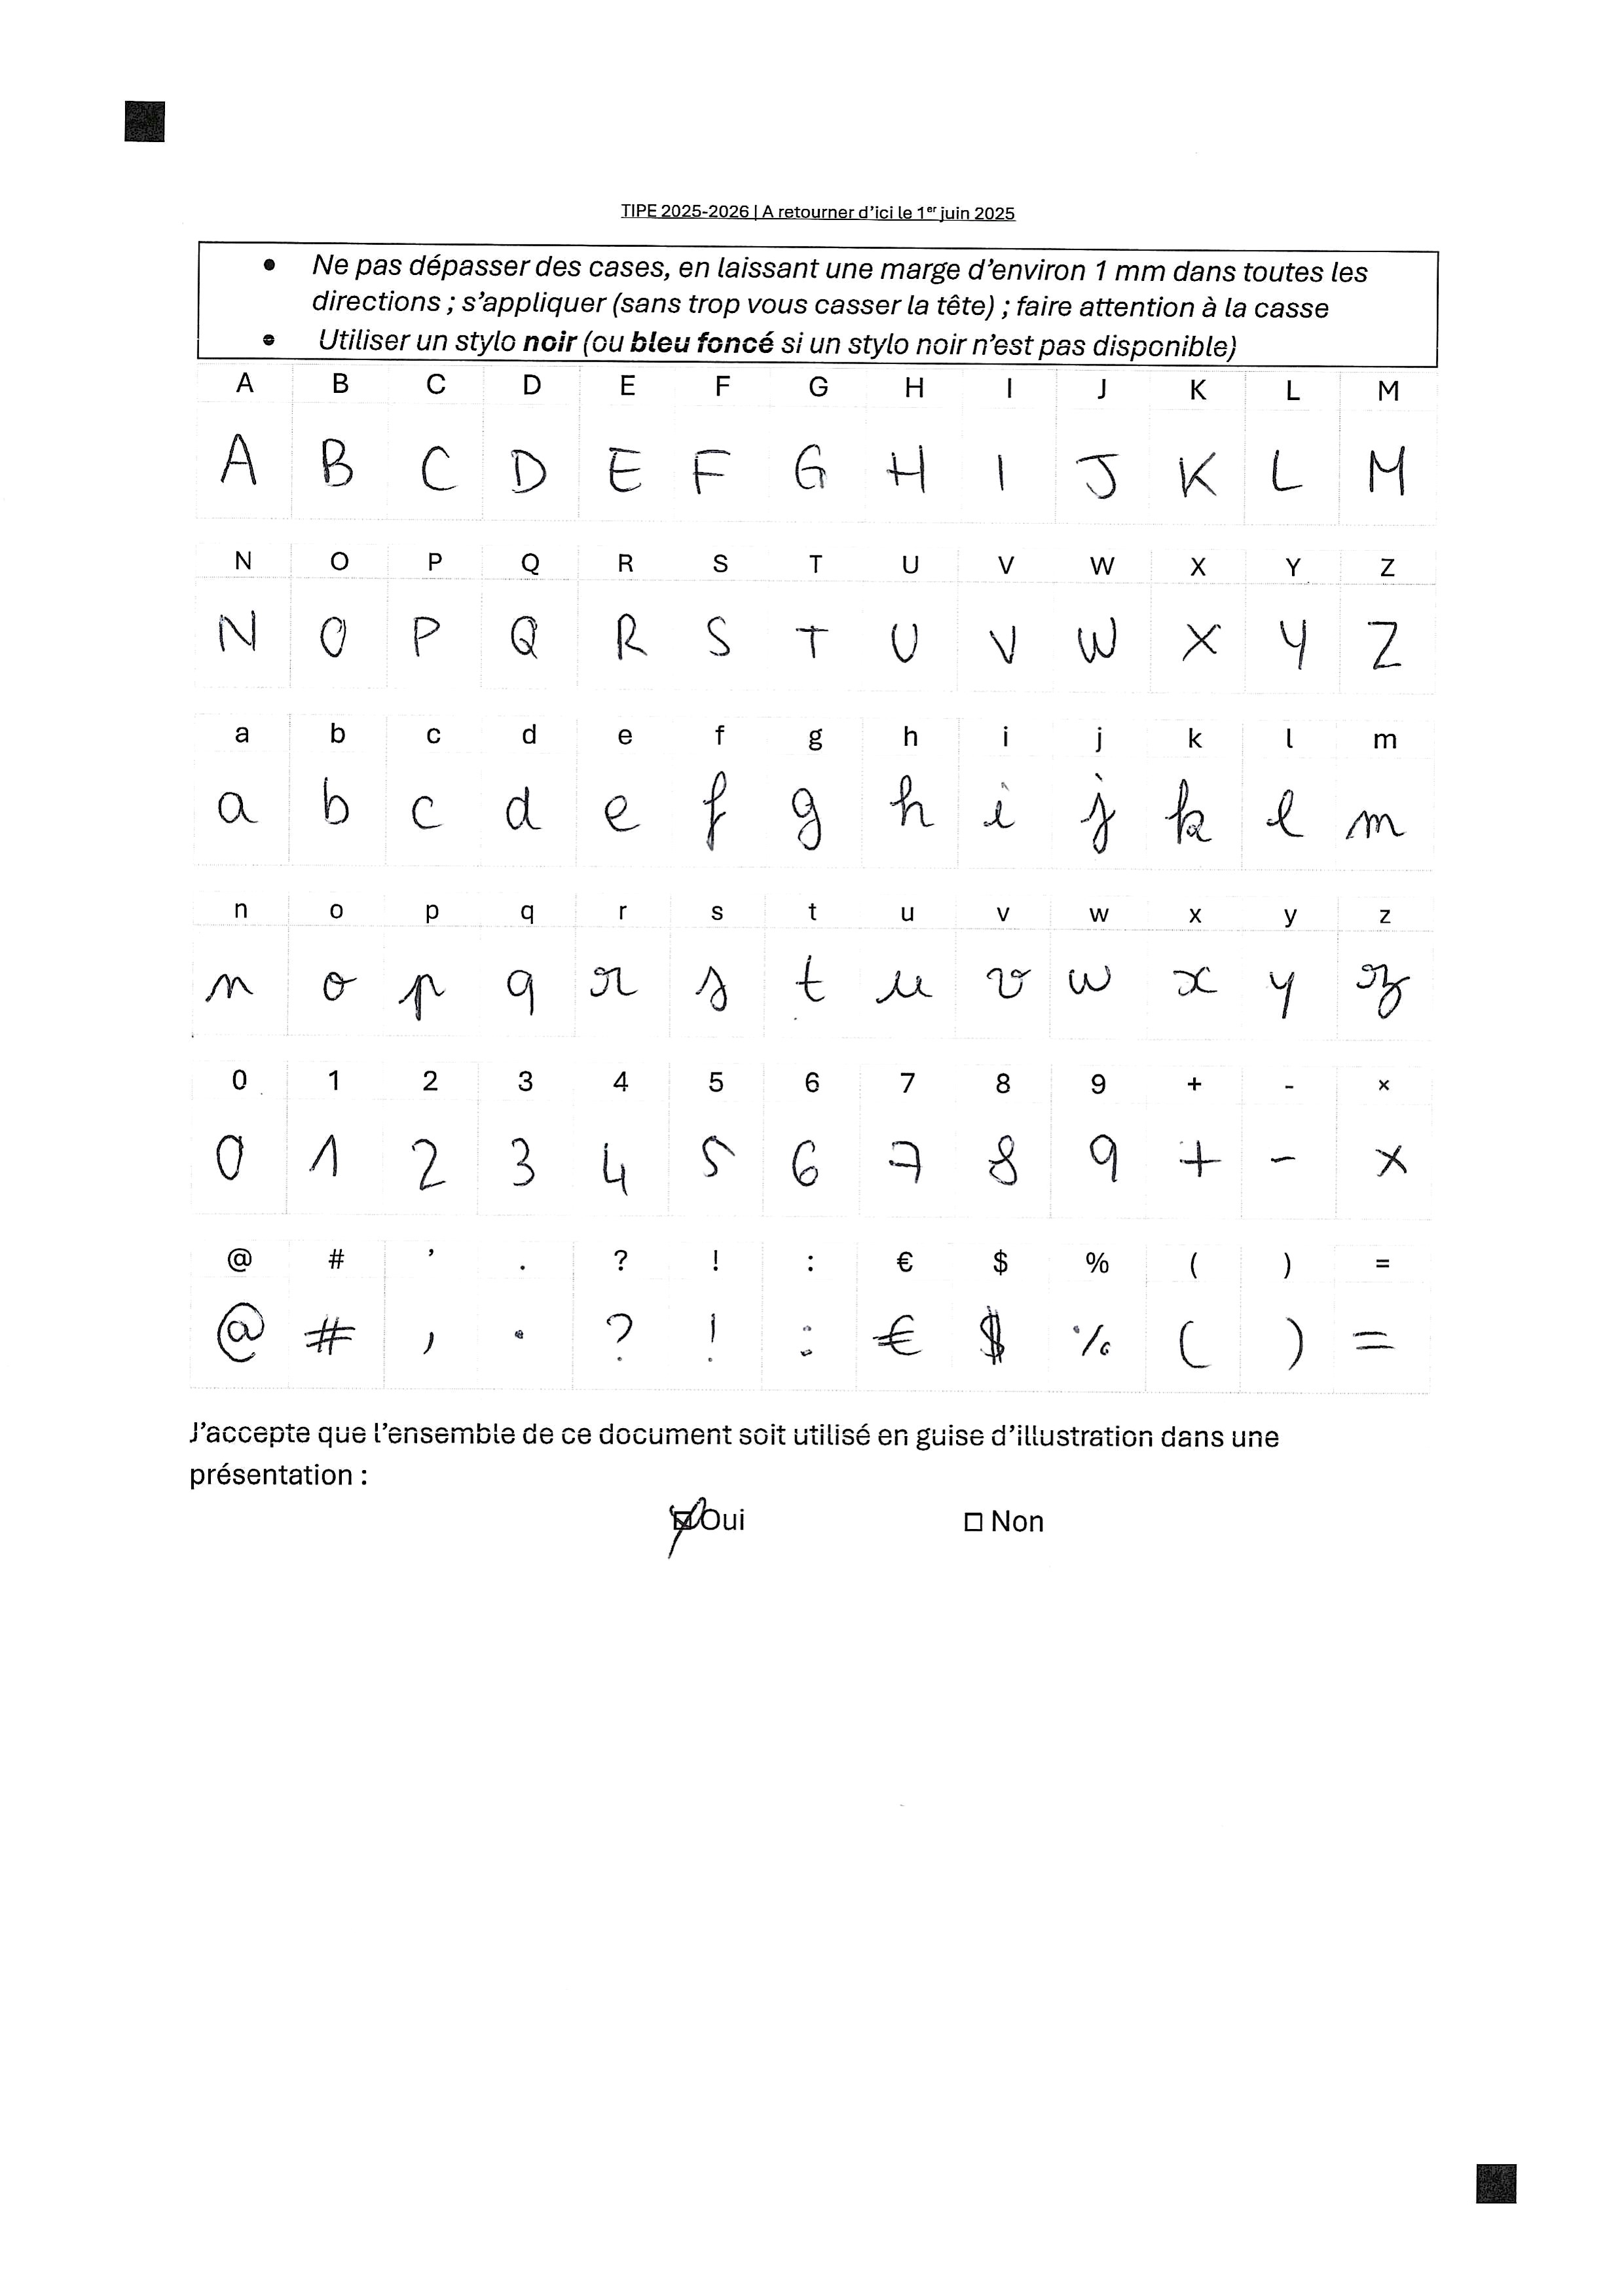 TIPE 2025-2026 | A retourner d'ici le 1er juin 2025
• Ne pas dépasser des cases, en laissant une marge d'environ 1 mm dans toutes les
directions ; s'appliquer (sans trop vous casser la tête) ; faire attention à la casse
• Utiliser un stylo noir (ou bleu foncé si un stylo noir n'est pas disponible)
A B C D E F G H I J K L M
A B C D E F G H I J K L M
N O P Q R S T U V W X Y Z
N O P Q R S T U V W X Y Z
a b c d e f g h i j k l m
a b c d e f g h i j k l m
n o p q r s t u v w x y z
n o p q r s t u v w x y z
0 1 2 3 4 5 6 7 8 9 + - ×
0 1 2 3 4 5 6 7 8 9 + - ×
@ # ’ . ? ! : € $ % ( ) =
@ # , . ? ! : € $ % ( ) =
J'accepte que l'ensemble de ce document soit utilisé en guise d'illustration dans une
présentation :
☒ Oui ☐ Non